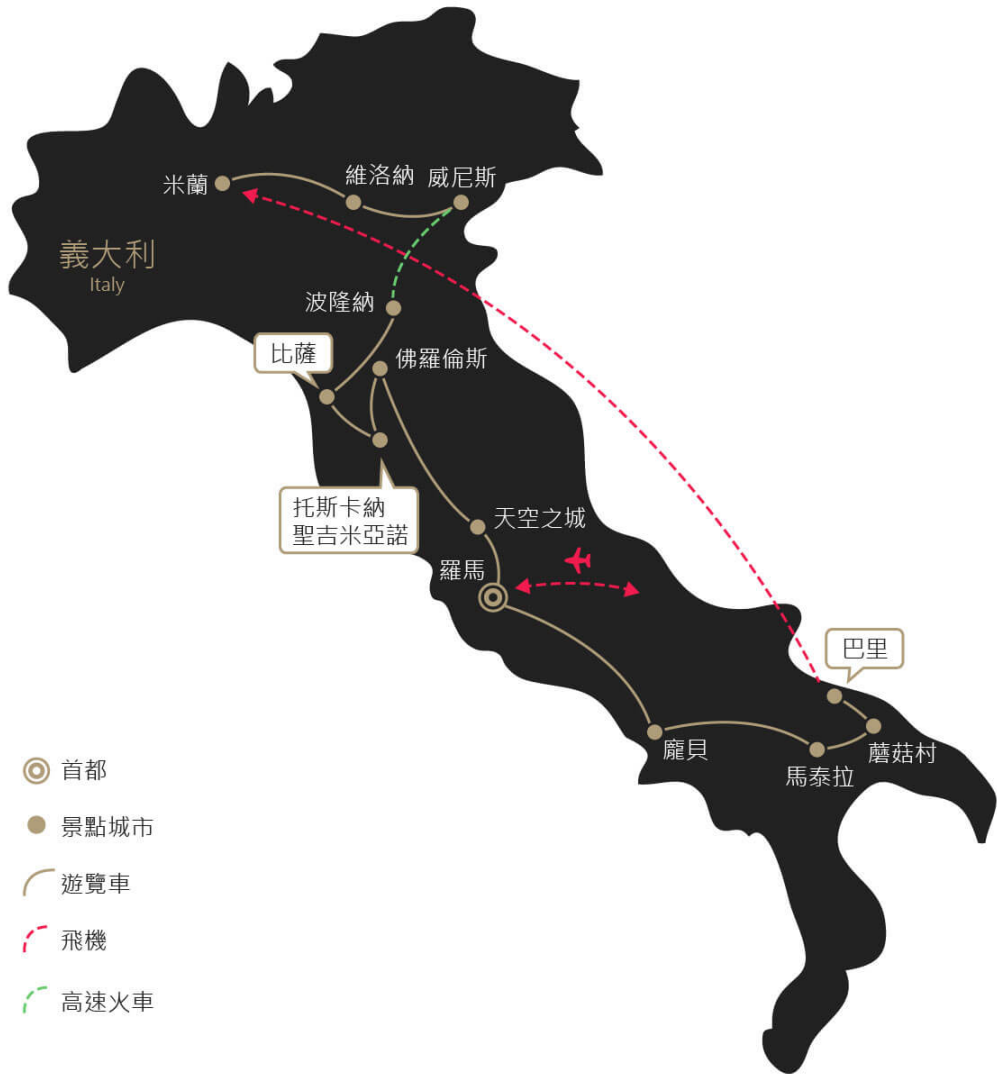 米蘭
維洛納
威尼斯
義大利
Italy
波隆納
比薩
佛羅倫斯
托斯卡納
聖吉米亞諾
天空之城
羅馬
巴里
龐貝
蘑菇村
馬泰拉
首都
景點城市
遊覽車
飛機
高速火車